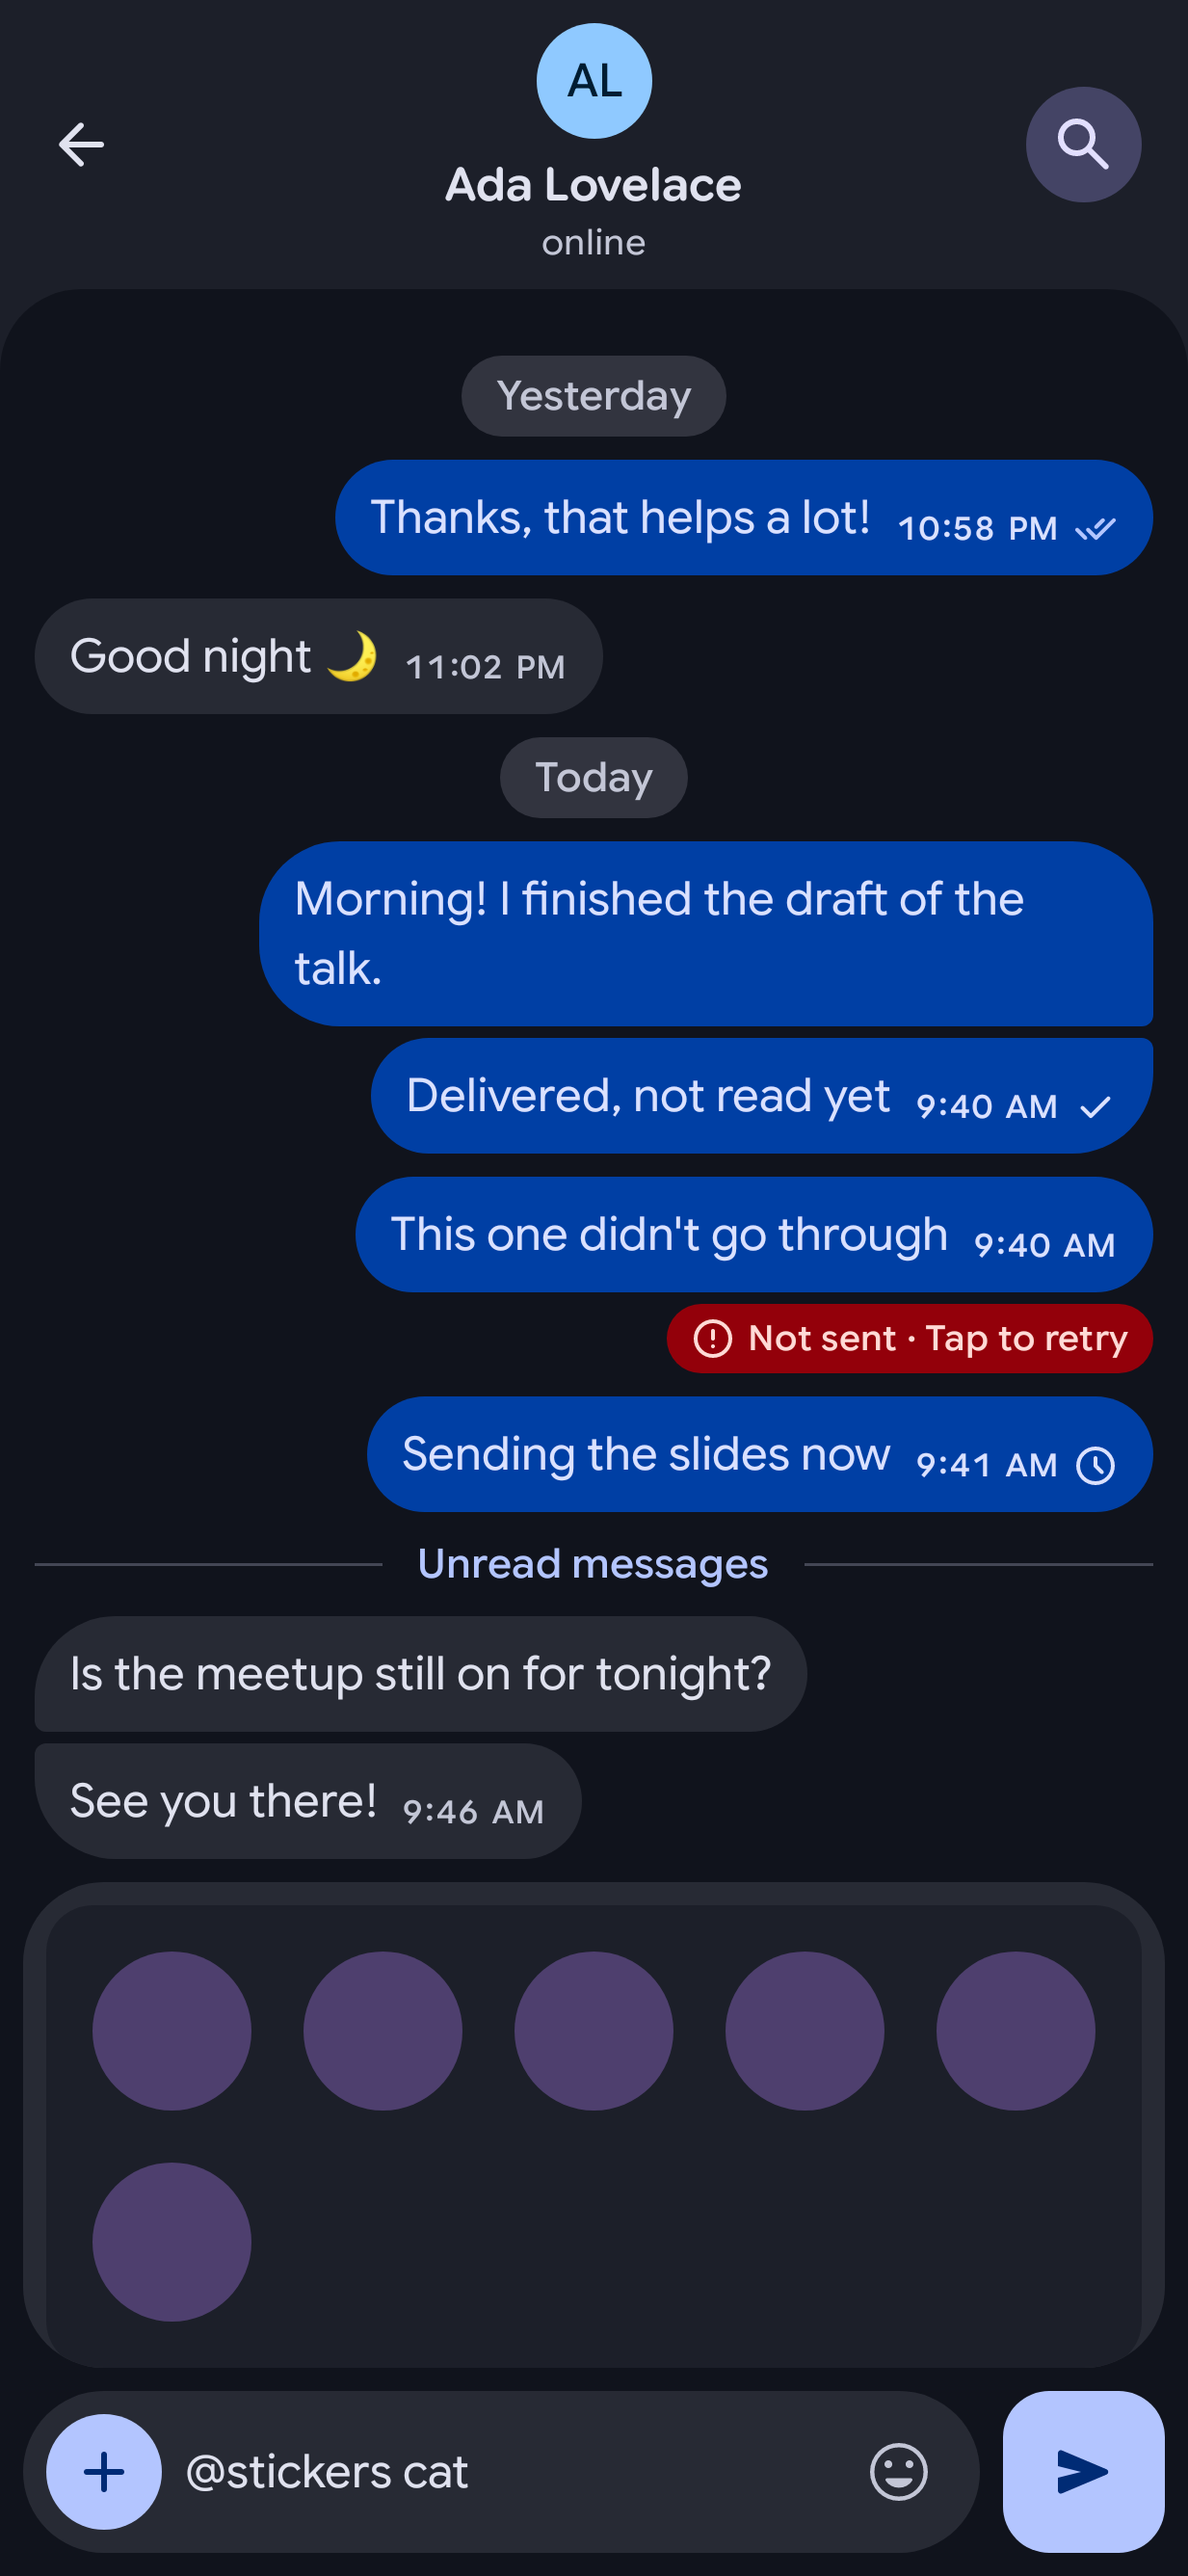 AL
Ada Lovelace
online
Yesterday
Thanks, that helps a lot! 10:58 PM
Good night 🌙 11:02 PM
Today
Morning! I finished the draft of the
talk.
Delivered, not read yet 9:40 AM
This one didn't go through 9:40 AM
Not sent · Tap to retry
Sending the slides now 9:41 AM
Unread messages
Is the meetup still on for tonight?
See you there! 9:46 AM
@stickers cat